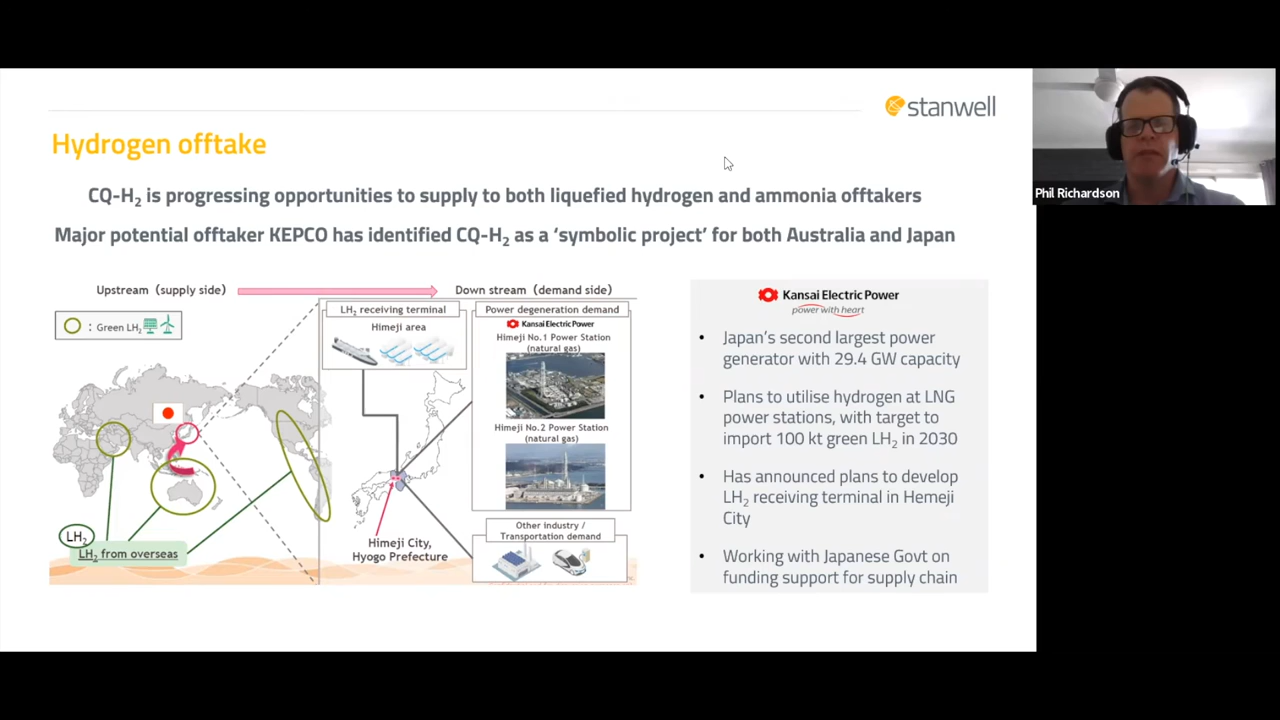 stanwell
Phil Richardson
Hydrogen offtake
CQ-H₂ is progressing opportunities to supply to both liquefied hydrogen and ammonia offtakers
Major potential offtaker KEPCO has identified CQ-H₂ as a ‘symbolic project’ for both Australia and Japan
Upstream (supply side)
Down stream (demand side)
: Green LH₂
LH₂ receiving terminal
Himeji area
Power degeneration demand
Kansai Electric Power
Himeji No.1 Power Station
(natural gas)
Himeji No.2 Power Station
(natural gas)
Other industry /
Transportation demand
Himeji City,
Hyogo Prefecture
LH₂
LH₂ from overseas
Kansai Electric Power
power with heart
• Japan’s second largest power
generator with 29.4 GW capacity
• Plans to utilise hydrogen at LNG
power stations, with target to
import 100 kt green LH₂ in 2030
• Has announced plans to develop
LH₂ receiving terminal in Hemeji
City
• Working with Japanese Govt on
funding support for supply chain